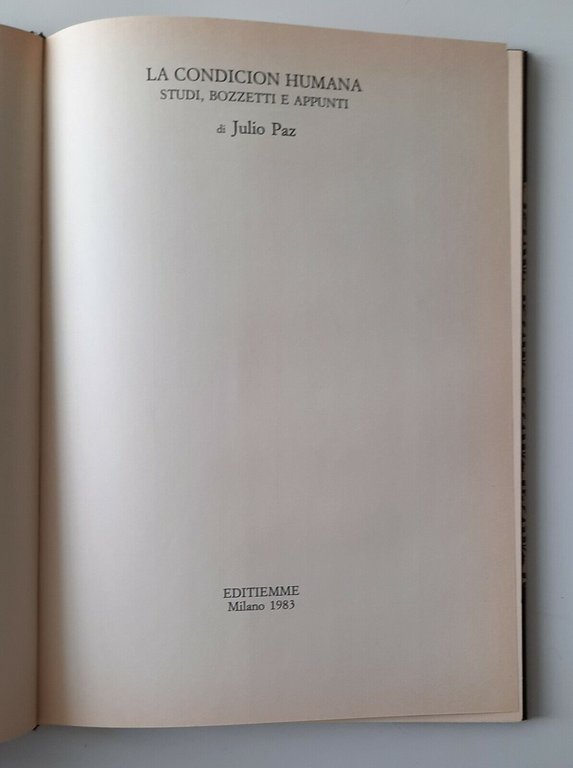 LA CONDICION HUMANA
STUDI, BOZZETTI E APPUNTI
di Julio Paz
EDITIEMME
Milano 1983